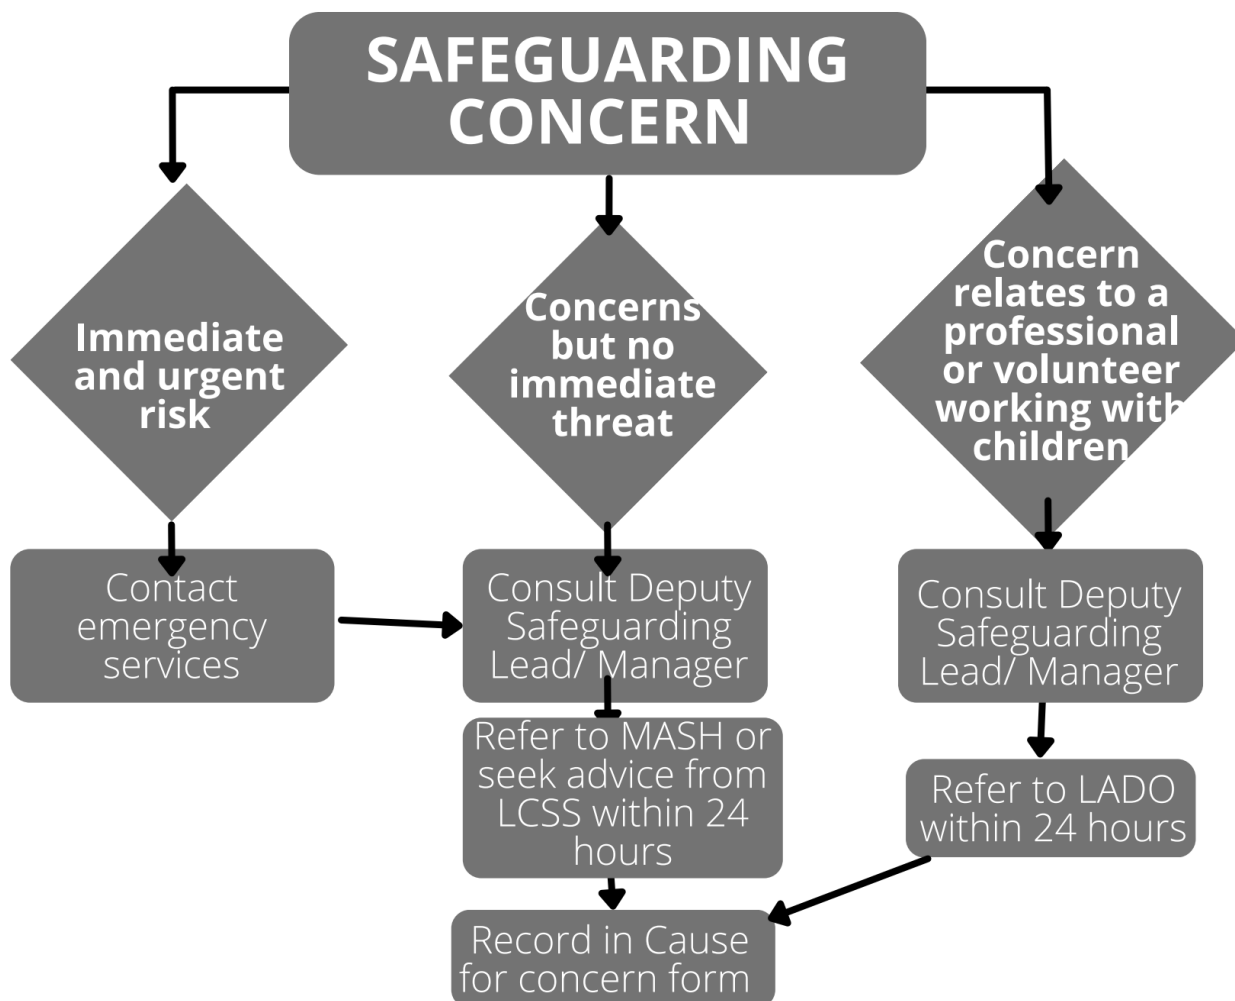 SAFEGUARDING
CONCERN
Immediate
and urgent
risk
Concerns
but no
immediate
threat
Concern
relates to a
professional
or volunteer
working with
children
Contact
emergency
services
Consult Deputy
Safeguarding
Lead/ Manager
Consult Deputy
Safeguarding
Lead/ Manager
Refer to MASH or
seek advice from
LCSS within 24
hours
Refer to LADO
within 24 hours
Record in Cause
for concern form